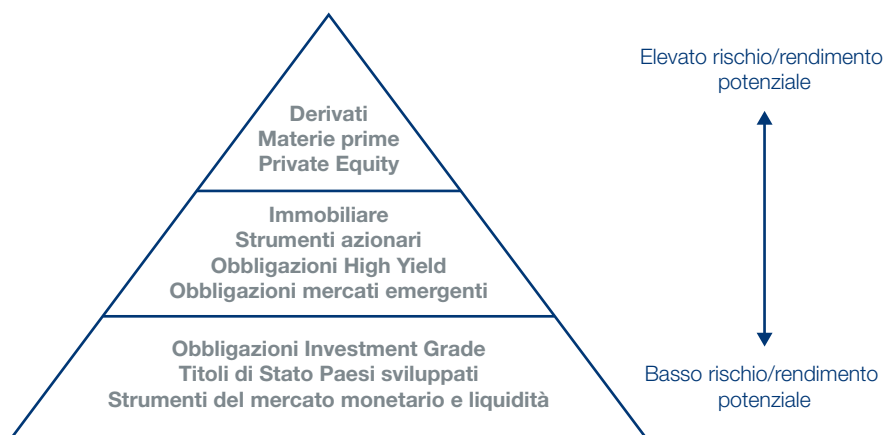 Derivati
Materie prime
Private Equity
Immobiliare
Strumenti azionari
Obbligazioni High Yield
Obbligazioni mercati emergenti
Obbligazioni Investment Grade
Titoli di Stato Paesi sviluppati
Strumenti del mercato monetario e liquidità
Elevato rischio/rendimento
potenziale
Basso rischio/rendimento
potenziale